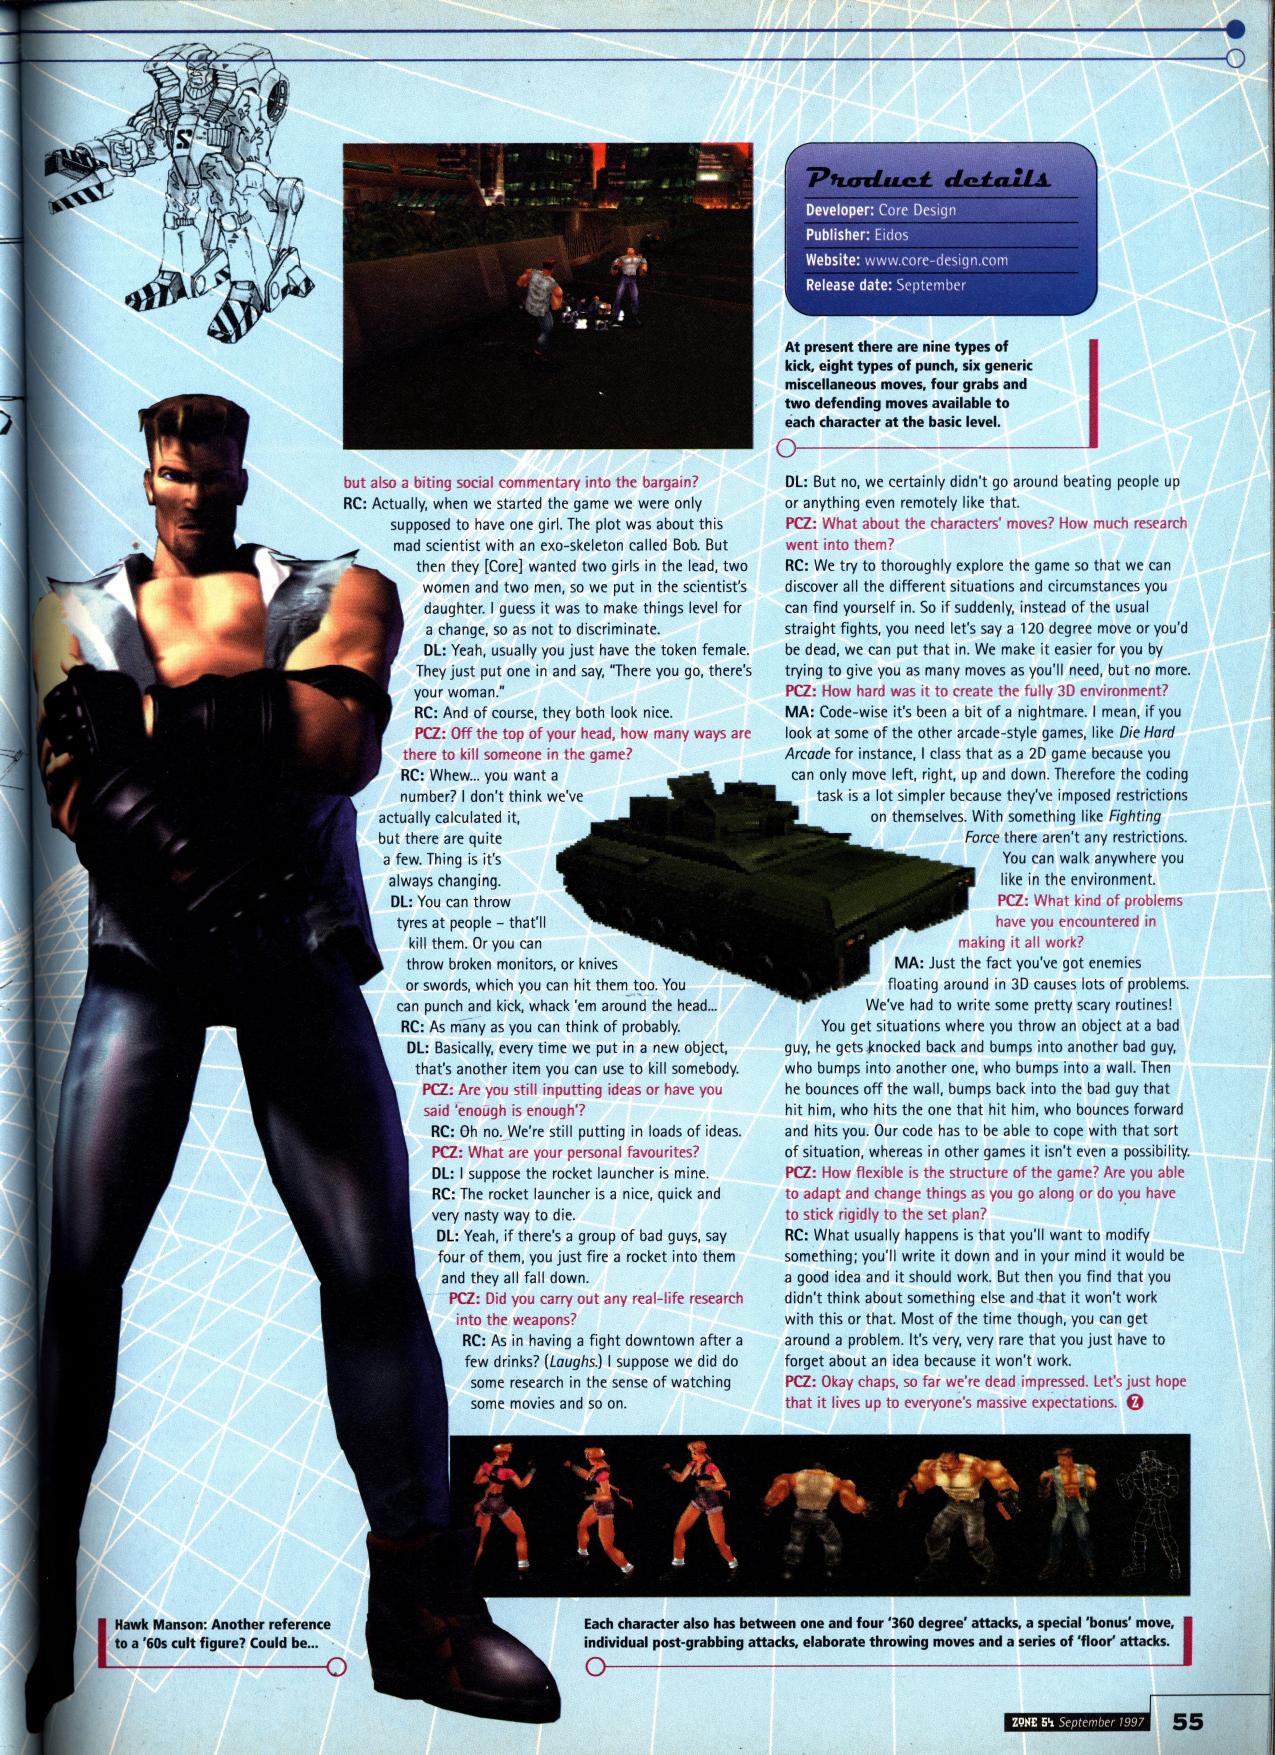 Product details
Developer: Core Design
Publisher: Eidos
Website: www.core-design.com
Release date: September
At present there are nine types of
kick, eight types of punch, six generic
miscellaneous moves, four grabs and
two defending moves available to
each character at the basic level.
but also a biting social commentary into the bargain?
RC: Actually, when we started the game we were only
supposed to have one girl. The plot was about this
mad scientist with an exo-skeleton called Bob. But
then they [Core] wanted two girls in the lead, two
women and two men, so we put in the scientist's
daughter. I guess it was to make things level for
a change, so as not to discriminate.
DL: Yeah, usually you just have the token female.
They just put one in and say, "There you go, there's
your woman."
RC: And of course, they both look nice.
PCZ: Off the top of your head, how many ways are
there to kill someone in the game?
RC: Whew... you want a
number? I don't think we've
actually calculated it,
but there are quite
a few. Thing is it's
always changing.
DL: You can throw
tyres at people – that'll
kill them. Or you can
throw broken monitors, or knives
or swords, which you can hit them too. You
can punch and kick, whack 'em around the head...
RC: As many as you can think of probably.
DL: Basically, every time we put in a new object,
that's another item you can use to kill somebody.
PCZ: Are you still inputting ideas or have you
said 'enough is enough'?
RC: Oh no. We're still putting in loads of ideas.
PCZ: What are your personal favourites?
DL: I suppose the rocket launcher is mine.
RC: The rocket launcher is a nice, quick and
very nasty way to die.
DL: Yeah, if there's a group of bad guys, say
four of them, you just fire a rocket into them
and they all fall down.
PCZ: Did you carry out any real-life research
into the weapons?
RC: As in having a fight downtown after a
few drinks? (Laughs.) I suppose we did do
some research in the sense of watching
some movies and so on.
DL: But no, we certainly didn't go around beating people up
or anything even remotely like that.
PCZ: What about the characters' moves? How much research
went into them?
RC: We try to thoroughly explore the game so that we can
discover all the different situations and circumstances you
can find yourself in. So if suddenly, instead of the usual
straight fights, you need let's say a 120 degree move or you'd
be dead, we can put that in. We make it easier for you by
trying to give you as many moves as you'll need, but no more.
PCZ: How hard was it to create the fully 3D environment?
MA: Code-wise it's been a bit of a nightmare. I mean, if you
look at some of the other arcade-style games, like Die Hard
Arcade for instance, I class that as a 2D game because you
can only move left, right, up and down. Therefore the coding
task is a lot simpler because they've imposed restrictions
on themselves. With something like Fighting
Force there aren't any restrictions.
You can walk anywhere you
like in the environment.
PCZ: What kind of problems
have you encountered in
making it all work?
MA: Just the fact you've got enemies
floating around in 3D causes lots of problems.
We've had to write some pretty scary routines!
You get situations where you throw an object at a bad
guy, he gets knocked back and bumps into another bad guy,
who bumps into another one, who bumps into a wall. Then
he bounces off the wall, bumps back into the bad guy that
hit him, who hits the one that hit him, who bounces forward
and hits you. Our code has to be able to cope with that sort
of situation, whereas in other games it isn't even a possibility.
PCZ: How flexible is the structure of the game? Are you able
to adapt and change things as you go along or do you have
to stick rigidly to the set plan?
RC: What usually happens is that you'll want to modify
something; you'll write it down and in your mind it would be
a good idea and it should work. But then you find that you
didn't think about something else and that it won't work
with this or that. Most of the time though, you can get
around a problem. It's very, very rare that you just have to
forget about an idea because it won't work.
PCZ: Okay chaps, so far we're dead impressed. Let's just hope
that it lives up to everyone's massive expectations. Z
Hawk Manson: Another reference
to a '60s cult figure? Could be...
Each character also has between one and four '360 degree' attacks, a special 'bonus' move,
individual post-grabbing attacks, elaborate throwing moves and a series of 'floor' attacks.
ZONE 54 September 1997 55